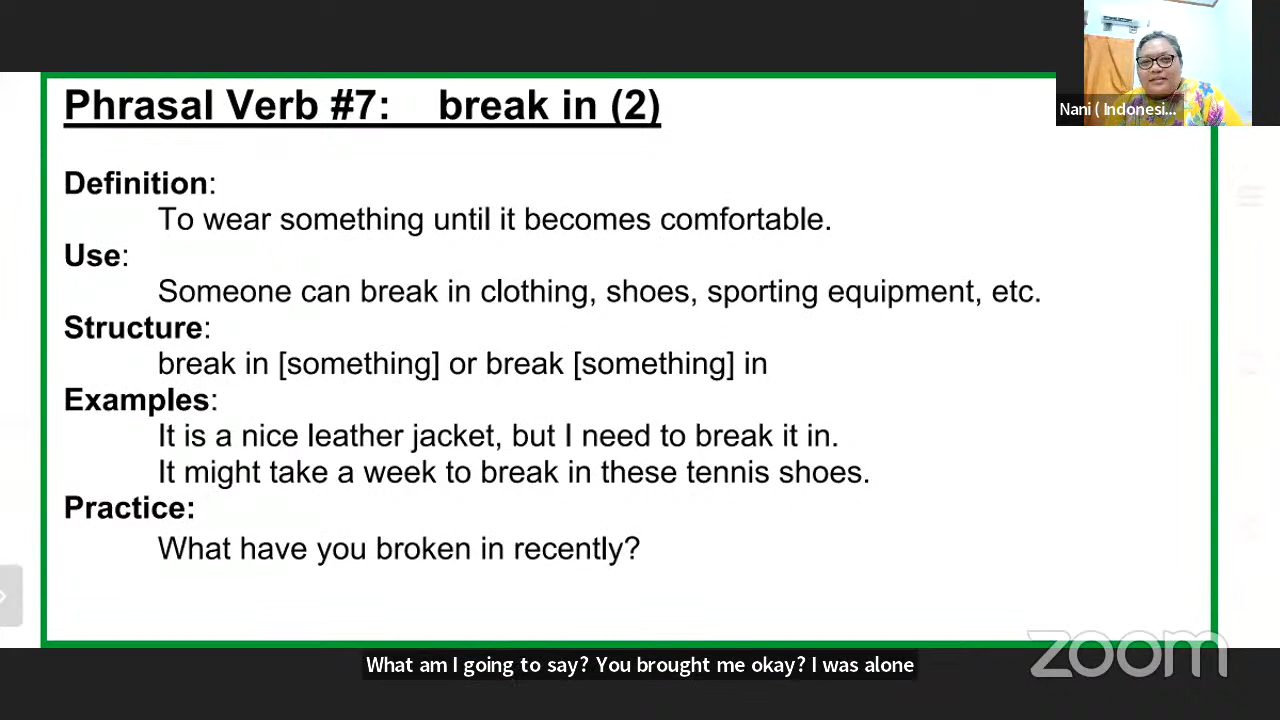 Phrasal Verb #7: break in (2)
Nani ( Indonesi...
Definition:
To wear something until it becomes comfortable.
Use:
Someone can break in clothing, shoes, sporting equipment, etc.
Structure:
break in [something] or break [something] in
Examples:
It is a nice leather jacket, but I need to break it in.
It might take a week to break in these tennis shoes.
Practice:
What have you broken in recently?
zoom
What am I going to say? You brought me okay? I was alone